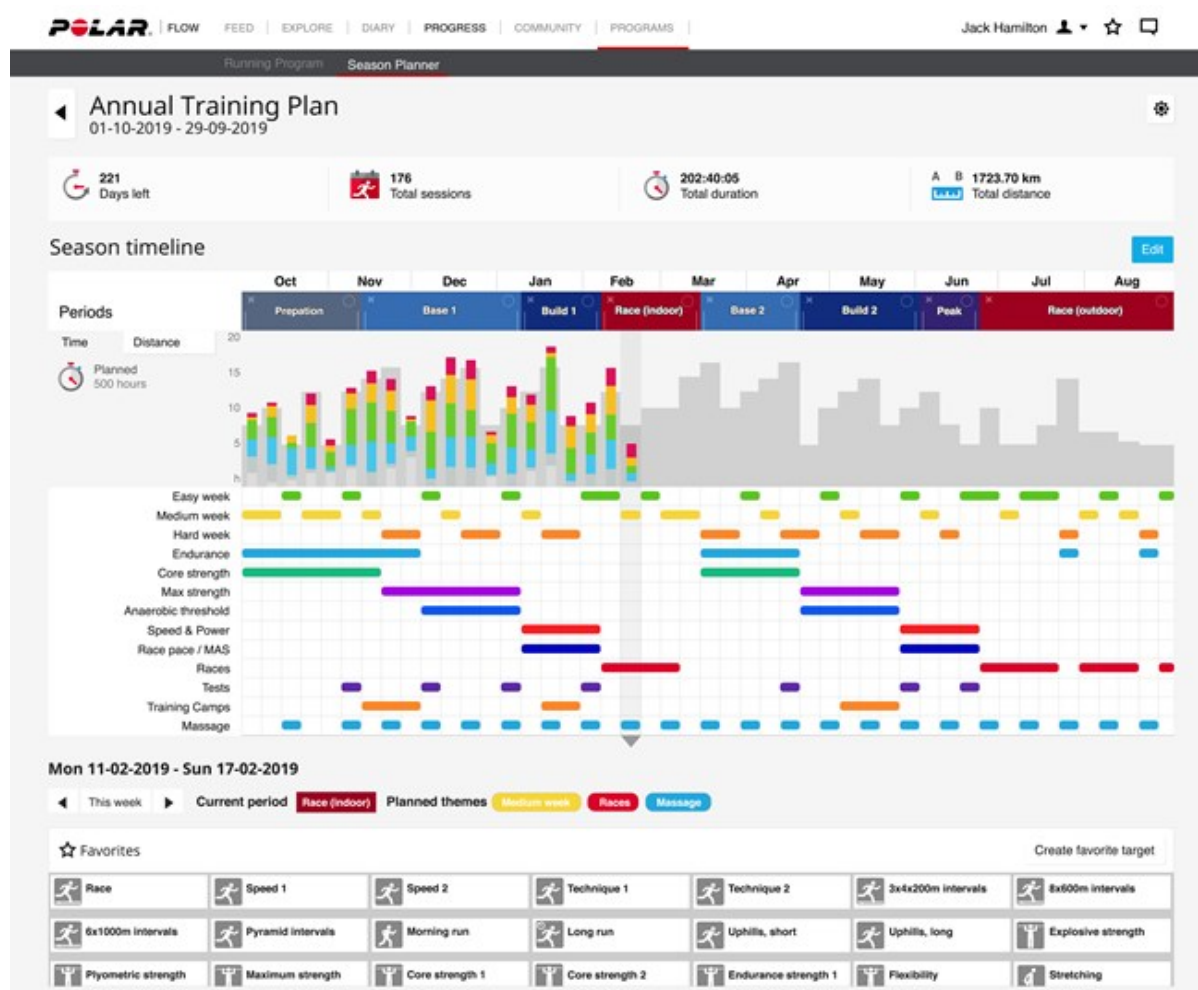 POLAR. FLOW FEED EXPLORE DIARY PROGRESS COMMUNITY PROGRAMS Jack Hamilton
Running Program Season Planner
Annual Training Plan
01-10-2019 - 29-09-2019
221
Days left
176
Total sessions
202:40:05
Total duration
A B 1723.70 km
Total distance
Season timeline Edit
Oct Nov Dec Jan Feb Mar Apr May Jun Jul Aug
Periods Prepation Base 1 Build 1 Race (indoor) Base 2 Build 2 Peak Race (outdoor)
Time Distance
Planned
500 hours
20
15
10
5
h
Easy week
Medium week
Hard week
Endurance
Core strength
Max strength
Anaerobic threshold
Speed & Power
Race pace / MAS
Races
Tests
Training Camps
Massage
Mon 11-02-2019 - Sun 17-02-2019
This week Current period Race (indoor) Planned themes Medium week Races Massage
Favorites Create favorite target
Race Speed 1 Speed 2 Technique 1 Technique 2 3x4x200m intervals 8x600m intervals
6x1000m intervals Pyramid intervals Morning run Long run Uphills, short Uphills, long Explosive strength
Plyometric strength Maximum strength Core strength 1 Core strength 2 Endurance strength 1 Flexibility Stretching